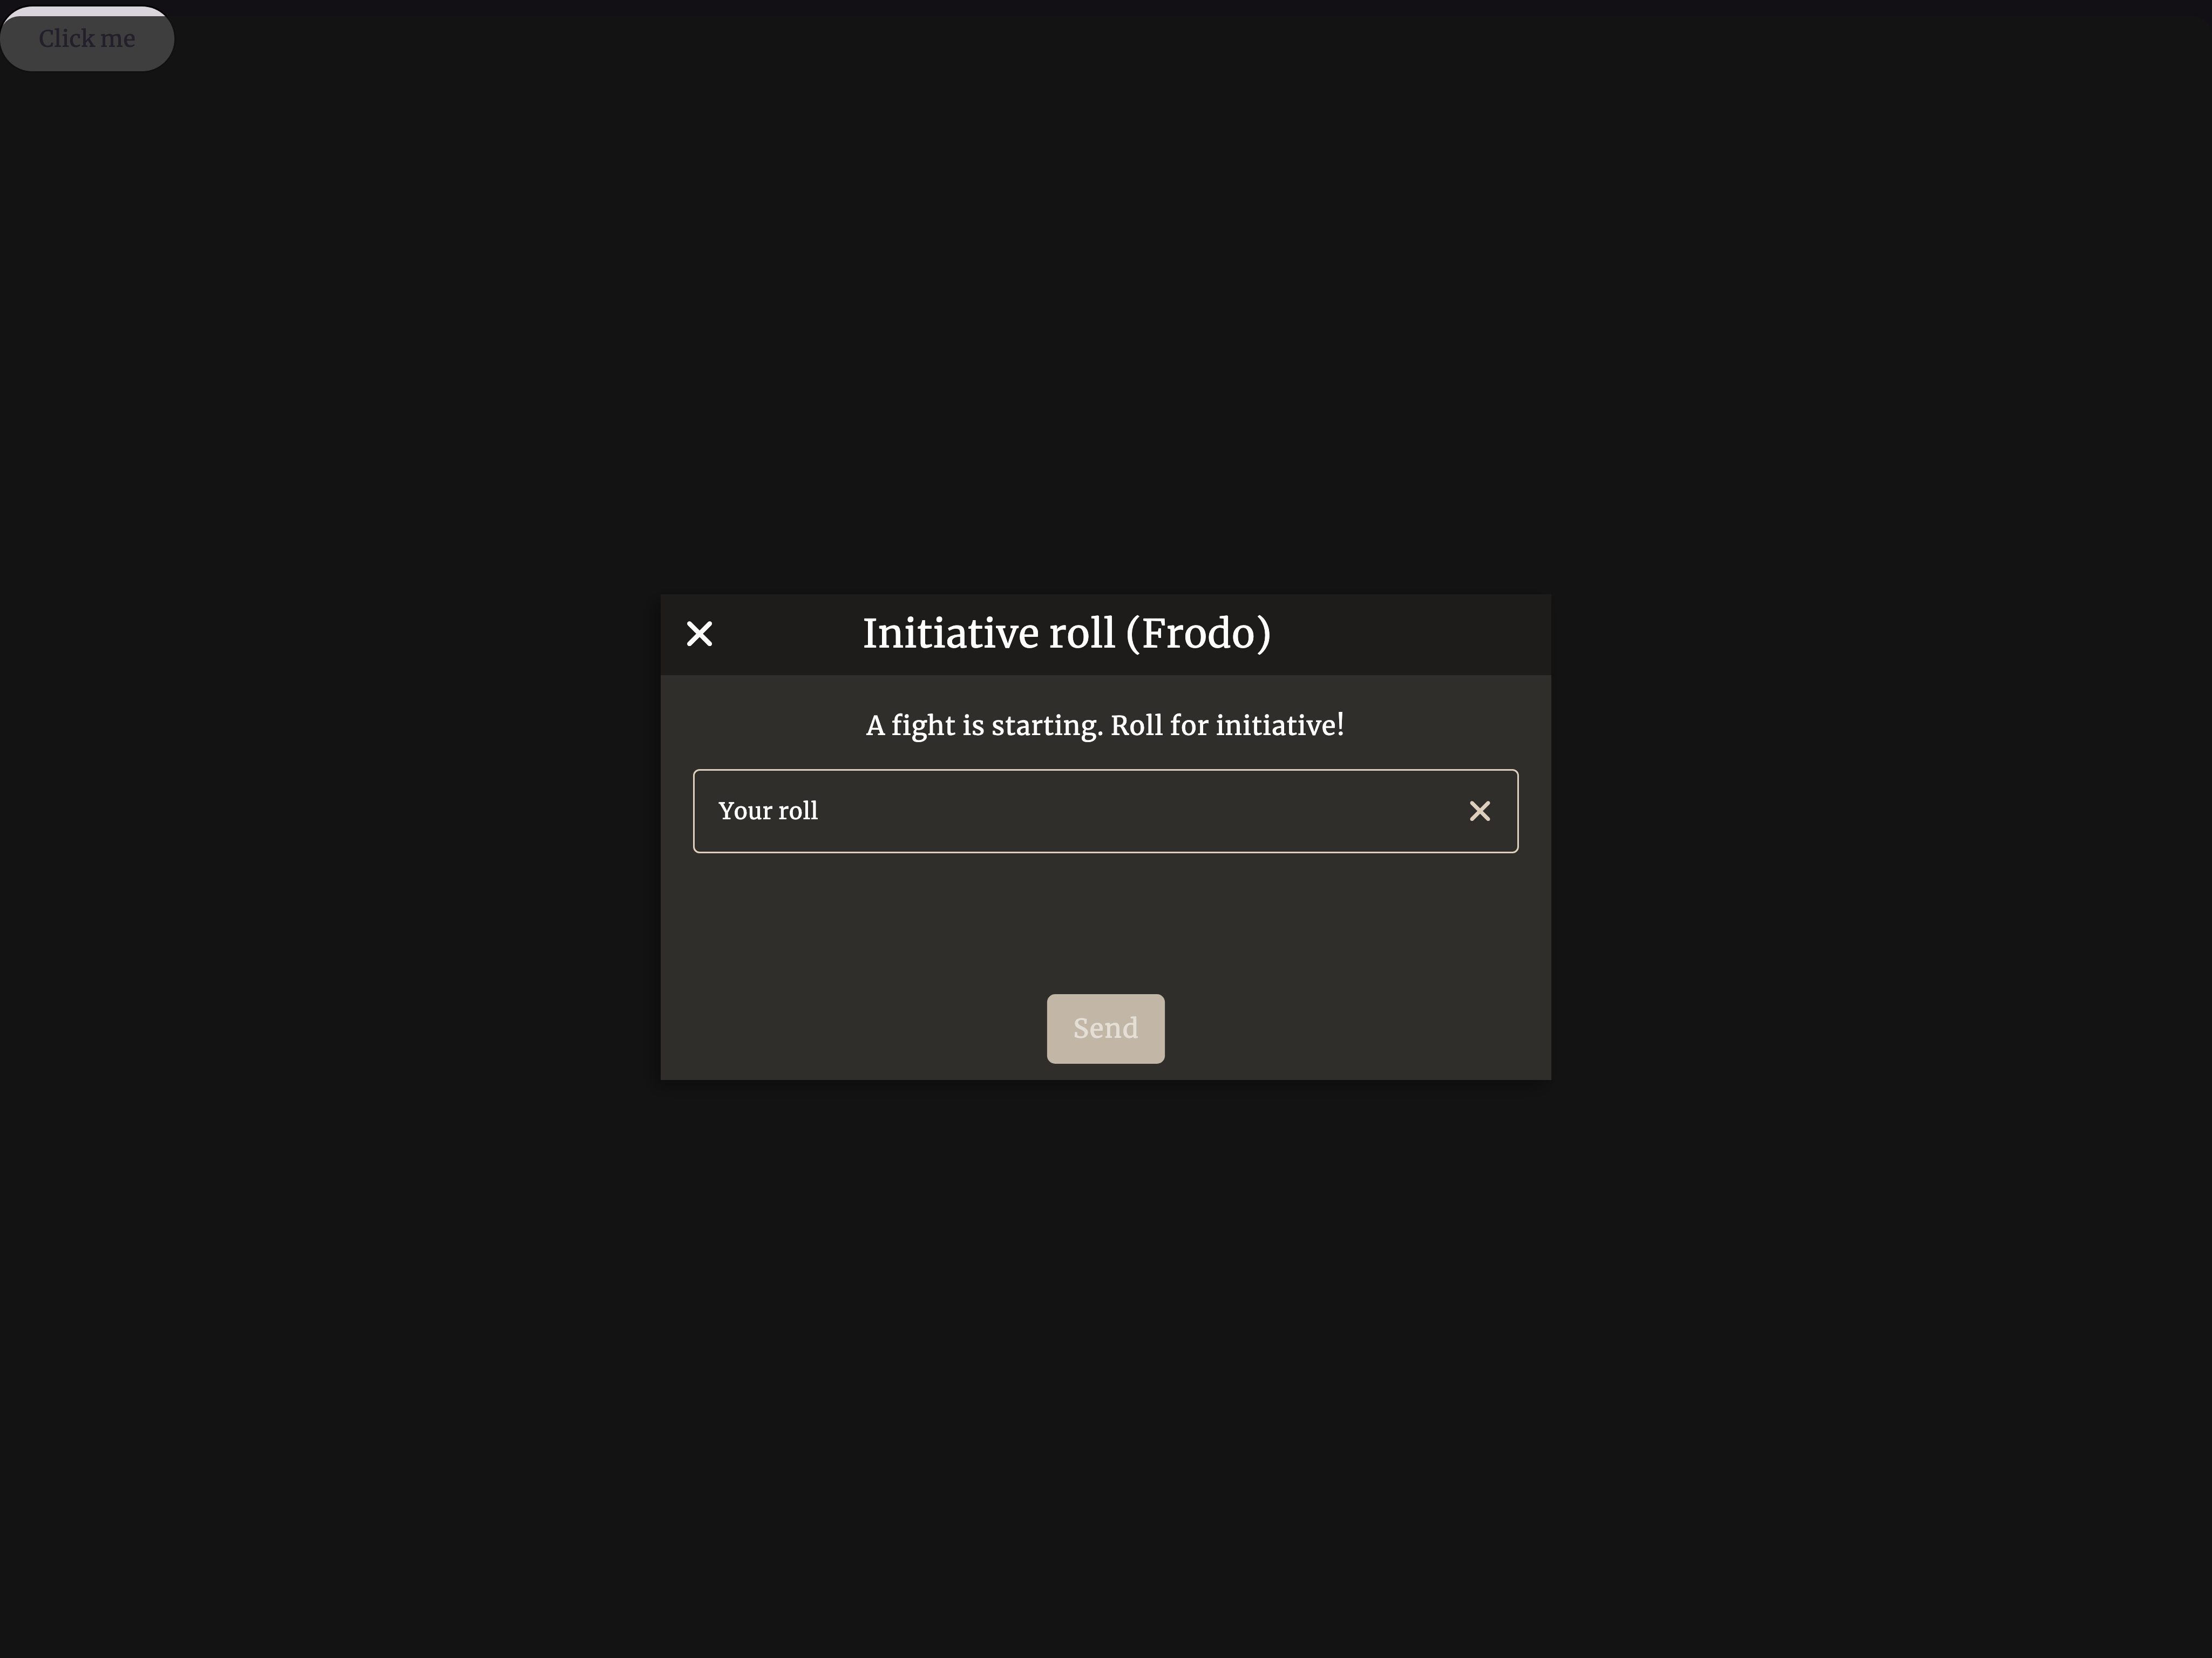 Click me
Initiative roll (Frodo)
A fight is starting. Roll for initiative!
Your roll
Send